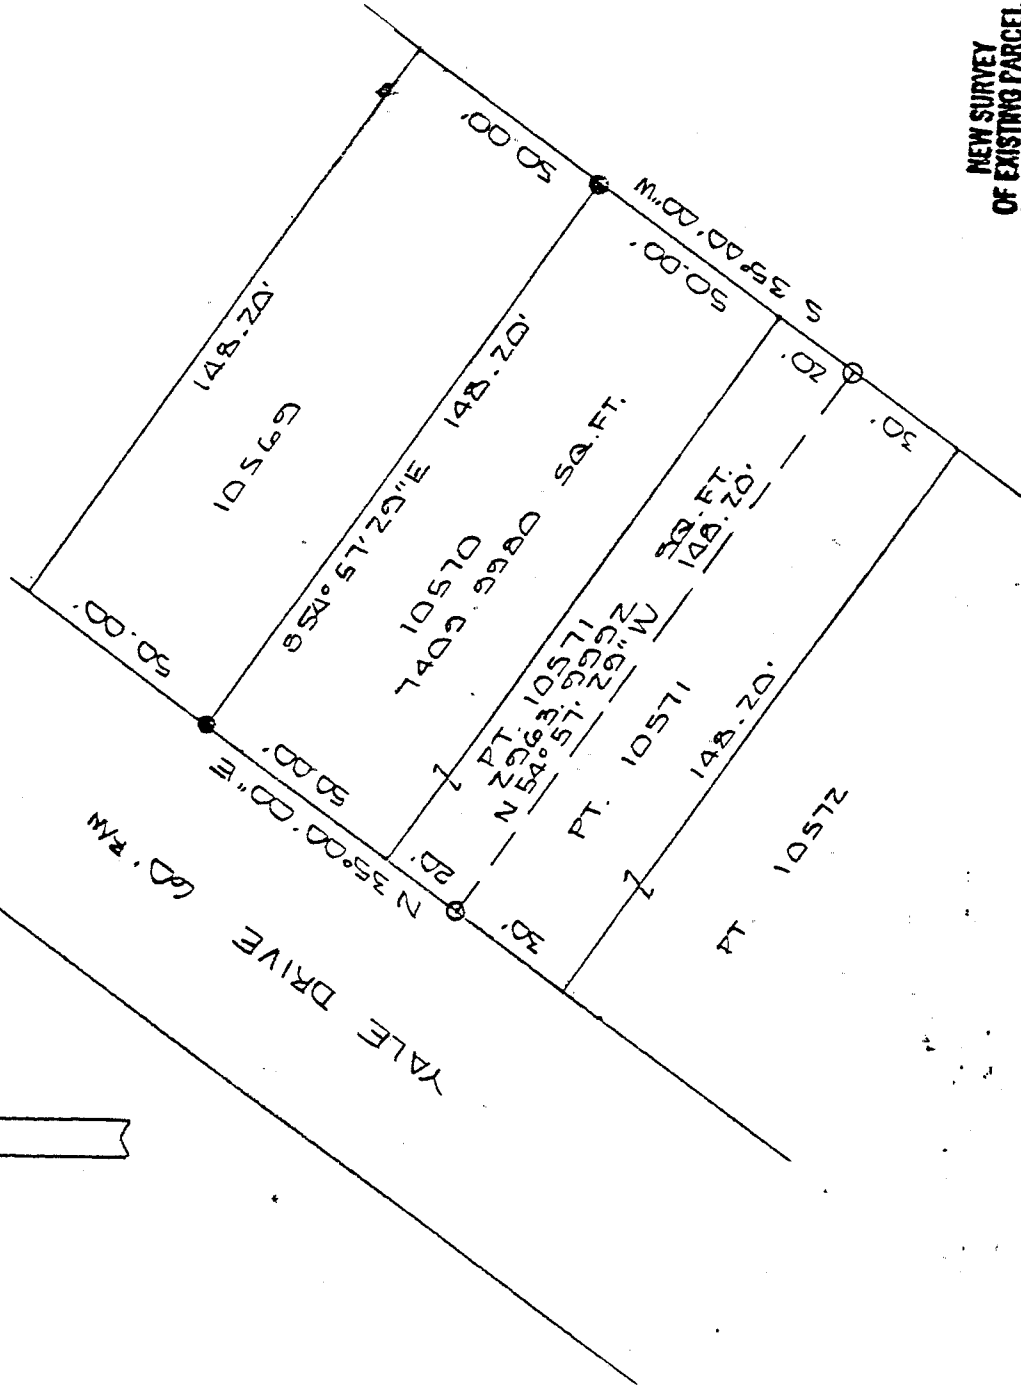 NEW SURVEY
OF EXISTING PARCEL
50.00'
148.20'
10569
50.00'
S 35°00'00"W
50.00'
S 54°57'29"E 148.20'
10570
7409.9980 SQ.FT.
50.00'
N 35°00'00"E
20'
30'
PT. 10571
2963.9992 SQ.FT.
N 54°57'29"W 148.20'
20'
30'
PT. 10571
148.20'
PT 10572
YALE DRIVE 60' R/W